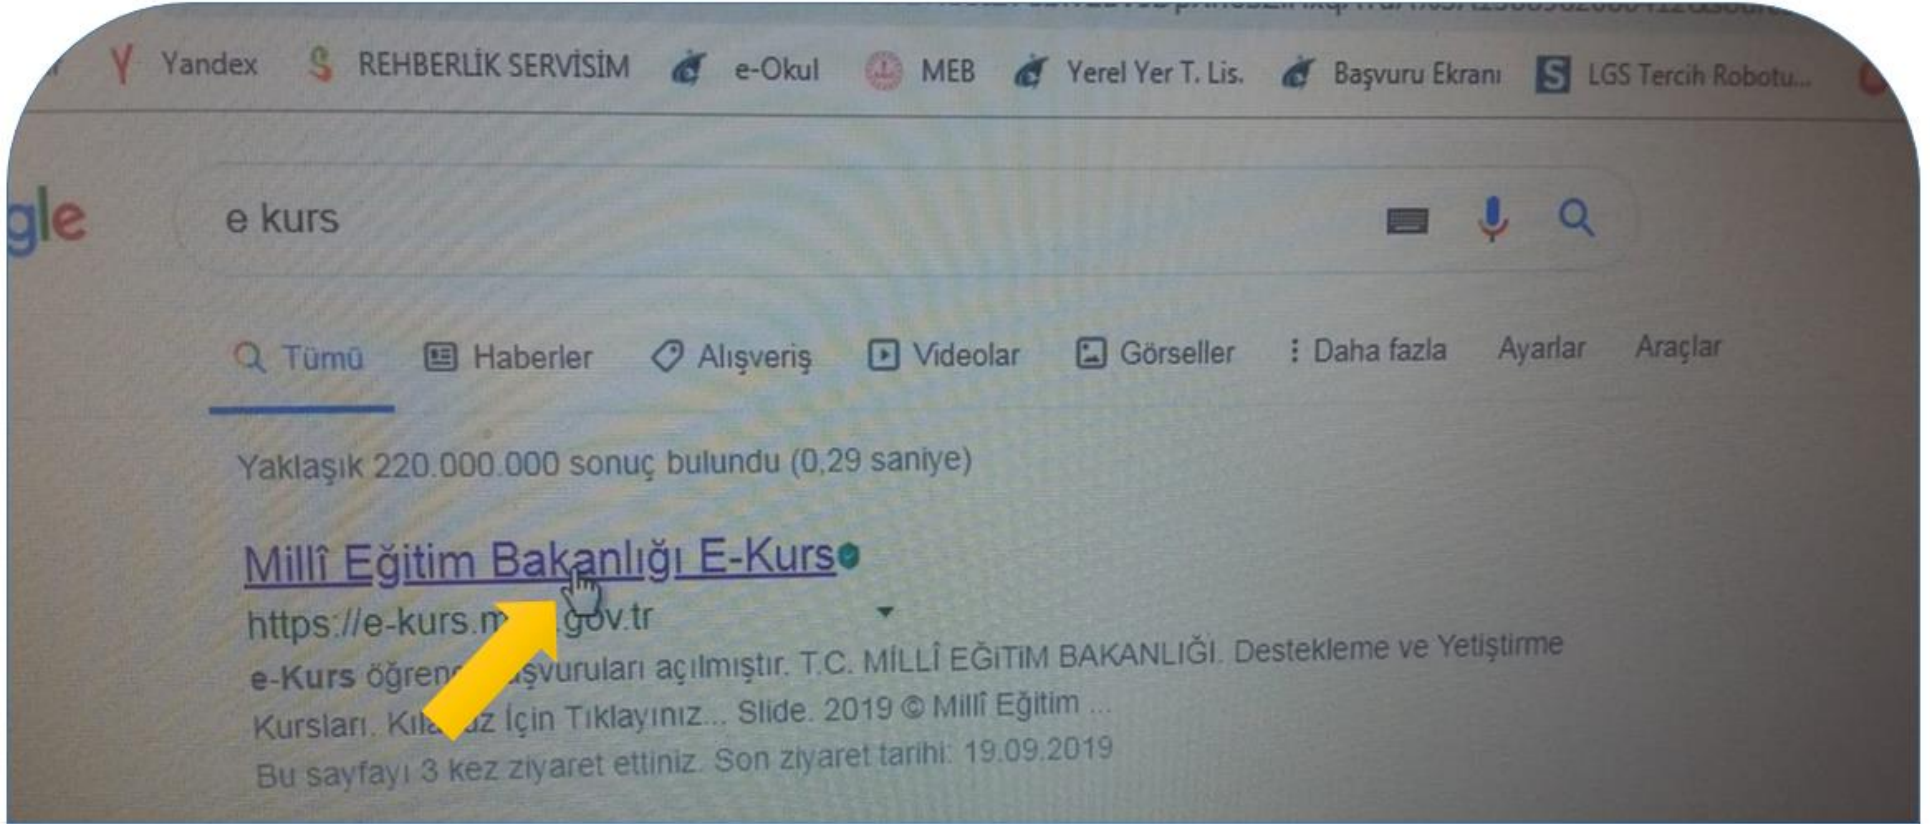 Yandex REHBERLİK SERVİSİM e-Okul MEB Yerel Yer T. Lis. Başvuru Ekranı S LGS Tercih Robotu...
gle e kurs
Tümü Haberler Alışveriş Videolar Görseller Daha fazla Ayarlar Araçlar
Yaklaşık 220.000.000 sonuç bulundu (0,29 saniye)
Millî Eğitim Bakanlığı E-Kurs
https://e-kurs.m gov.tr
e-Kurs öğren şvuruları açılmıştır. T.C. MİLLÎ EĞİTİM BAKANLIĞI. Destekleme ve Yetiştirme
Kursları. Kıla uz İçin Tıklayınız... Slide. 2019 © Millî Eğitim ...
Bu sayfayı 3 kez ziyaret ettiniz. Son ziyaret tarihi: 19.09.2019